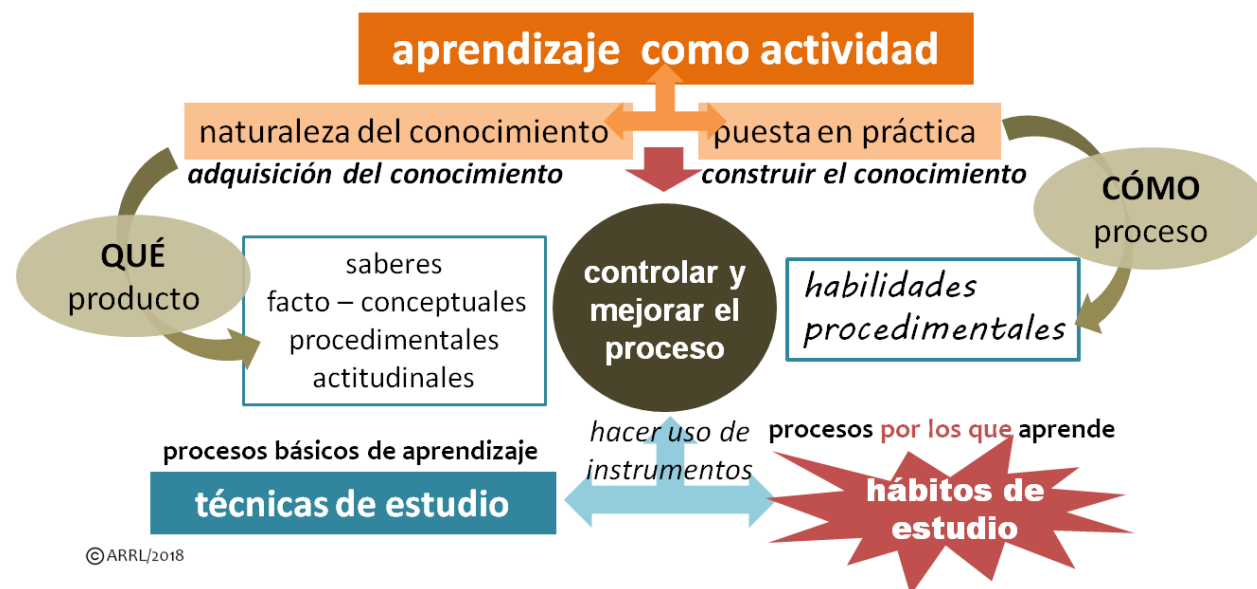 aprendizaje como actividad
naturaleza del conocimiento
puesta en práctica
adquisición del conocimiento
construir el conocimiento
CÓMO
proceso
QUÉ
producto
saberes
facto – conceptuales
procedimentales
actitudinales
controlar y
mejorar el
proceso
habilidades
procedimentales
hacer uso de
instrumentos
procesos básicos de aprendizaje
técnicas de estudio
procesos por los que aprende
hábitos de
estudio
© ARRL/2018